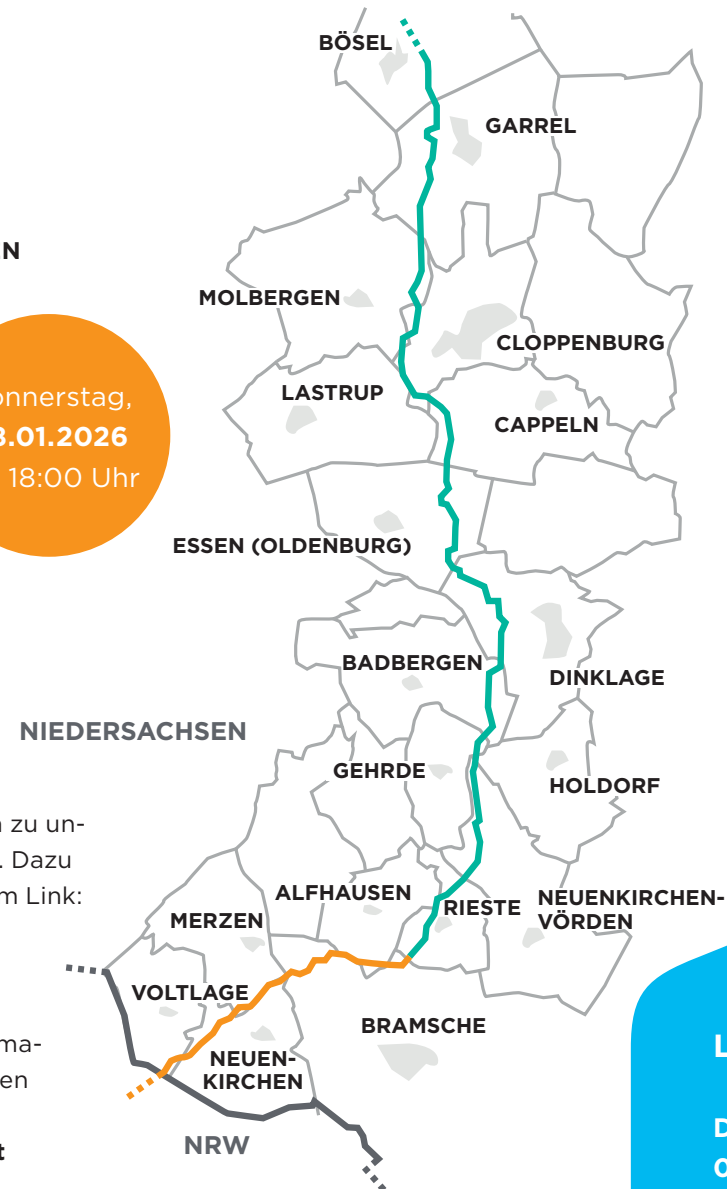 BÖSEL
GARREL
N
MOLBERGEN
CLOPPENBURG
LASTRUP
CAPPELN
onnerstag,
.01.2026
18:00 Uhr
ESSEN (OLDENBURG)
BADBERGEN
DINKLAGE
NIEDERSACHSEN
GEHRDE
HOLDORF
zu un-
. Dazu
m Link:
ALFHAUSEN
RIESTE
NEUENKIRCHEN-
VÖRDEN
MERZEN
VOLTLAGE
BRAMSCHE
ma-
en
NEUEN-
KIRCHEN
t
NRW
L
D